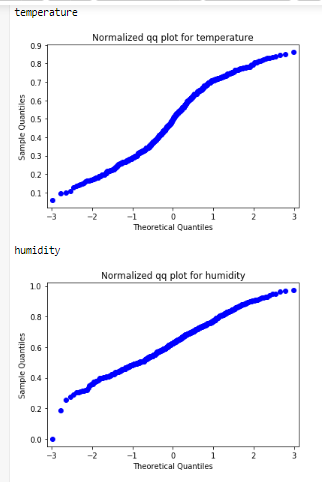 temperature
Normalized qq plot for temperature
0.9
0.8
0.7
0.6
0.5
0.4
0.3
0.2
0.1
Sample Quantiles
−3 −2 −1 0 1 2 3
Theoretical Quantiles
humidity
Normalized qq plot for humidity
1.0
0.8
0.6
0.4
0.2
0.0
Sample Quantiles
−3 −2 −1 0 1 2 3
Theoretical Quantiles